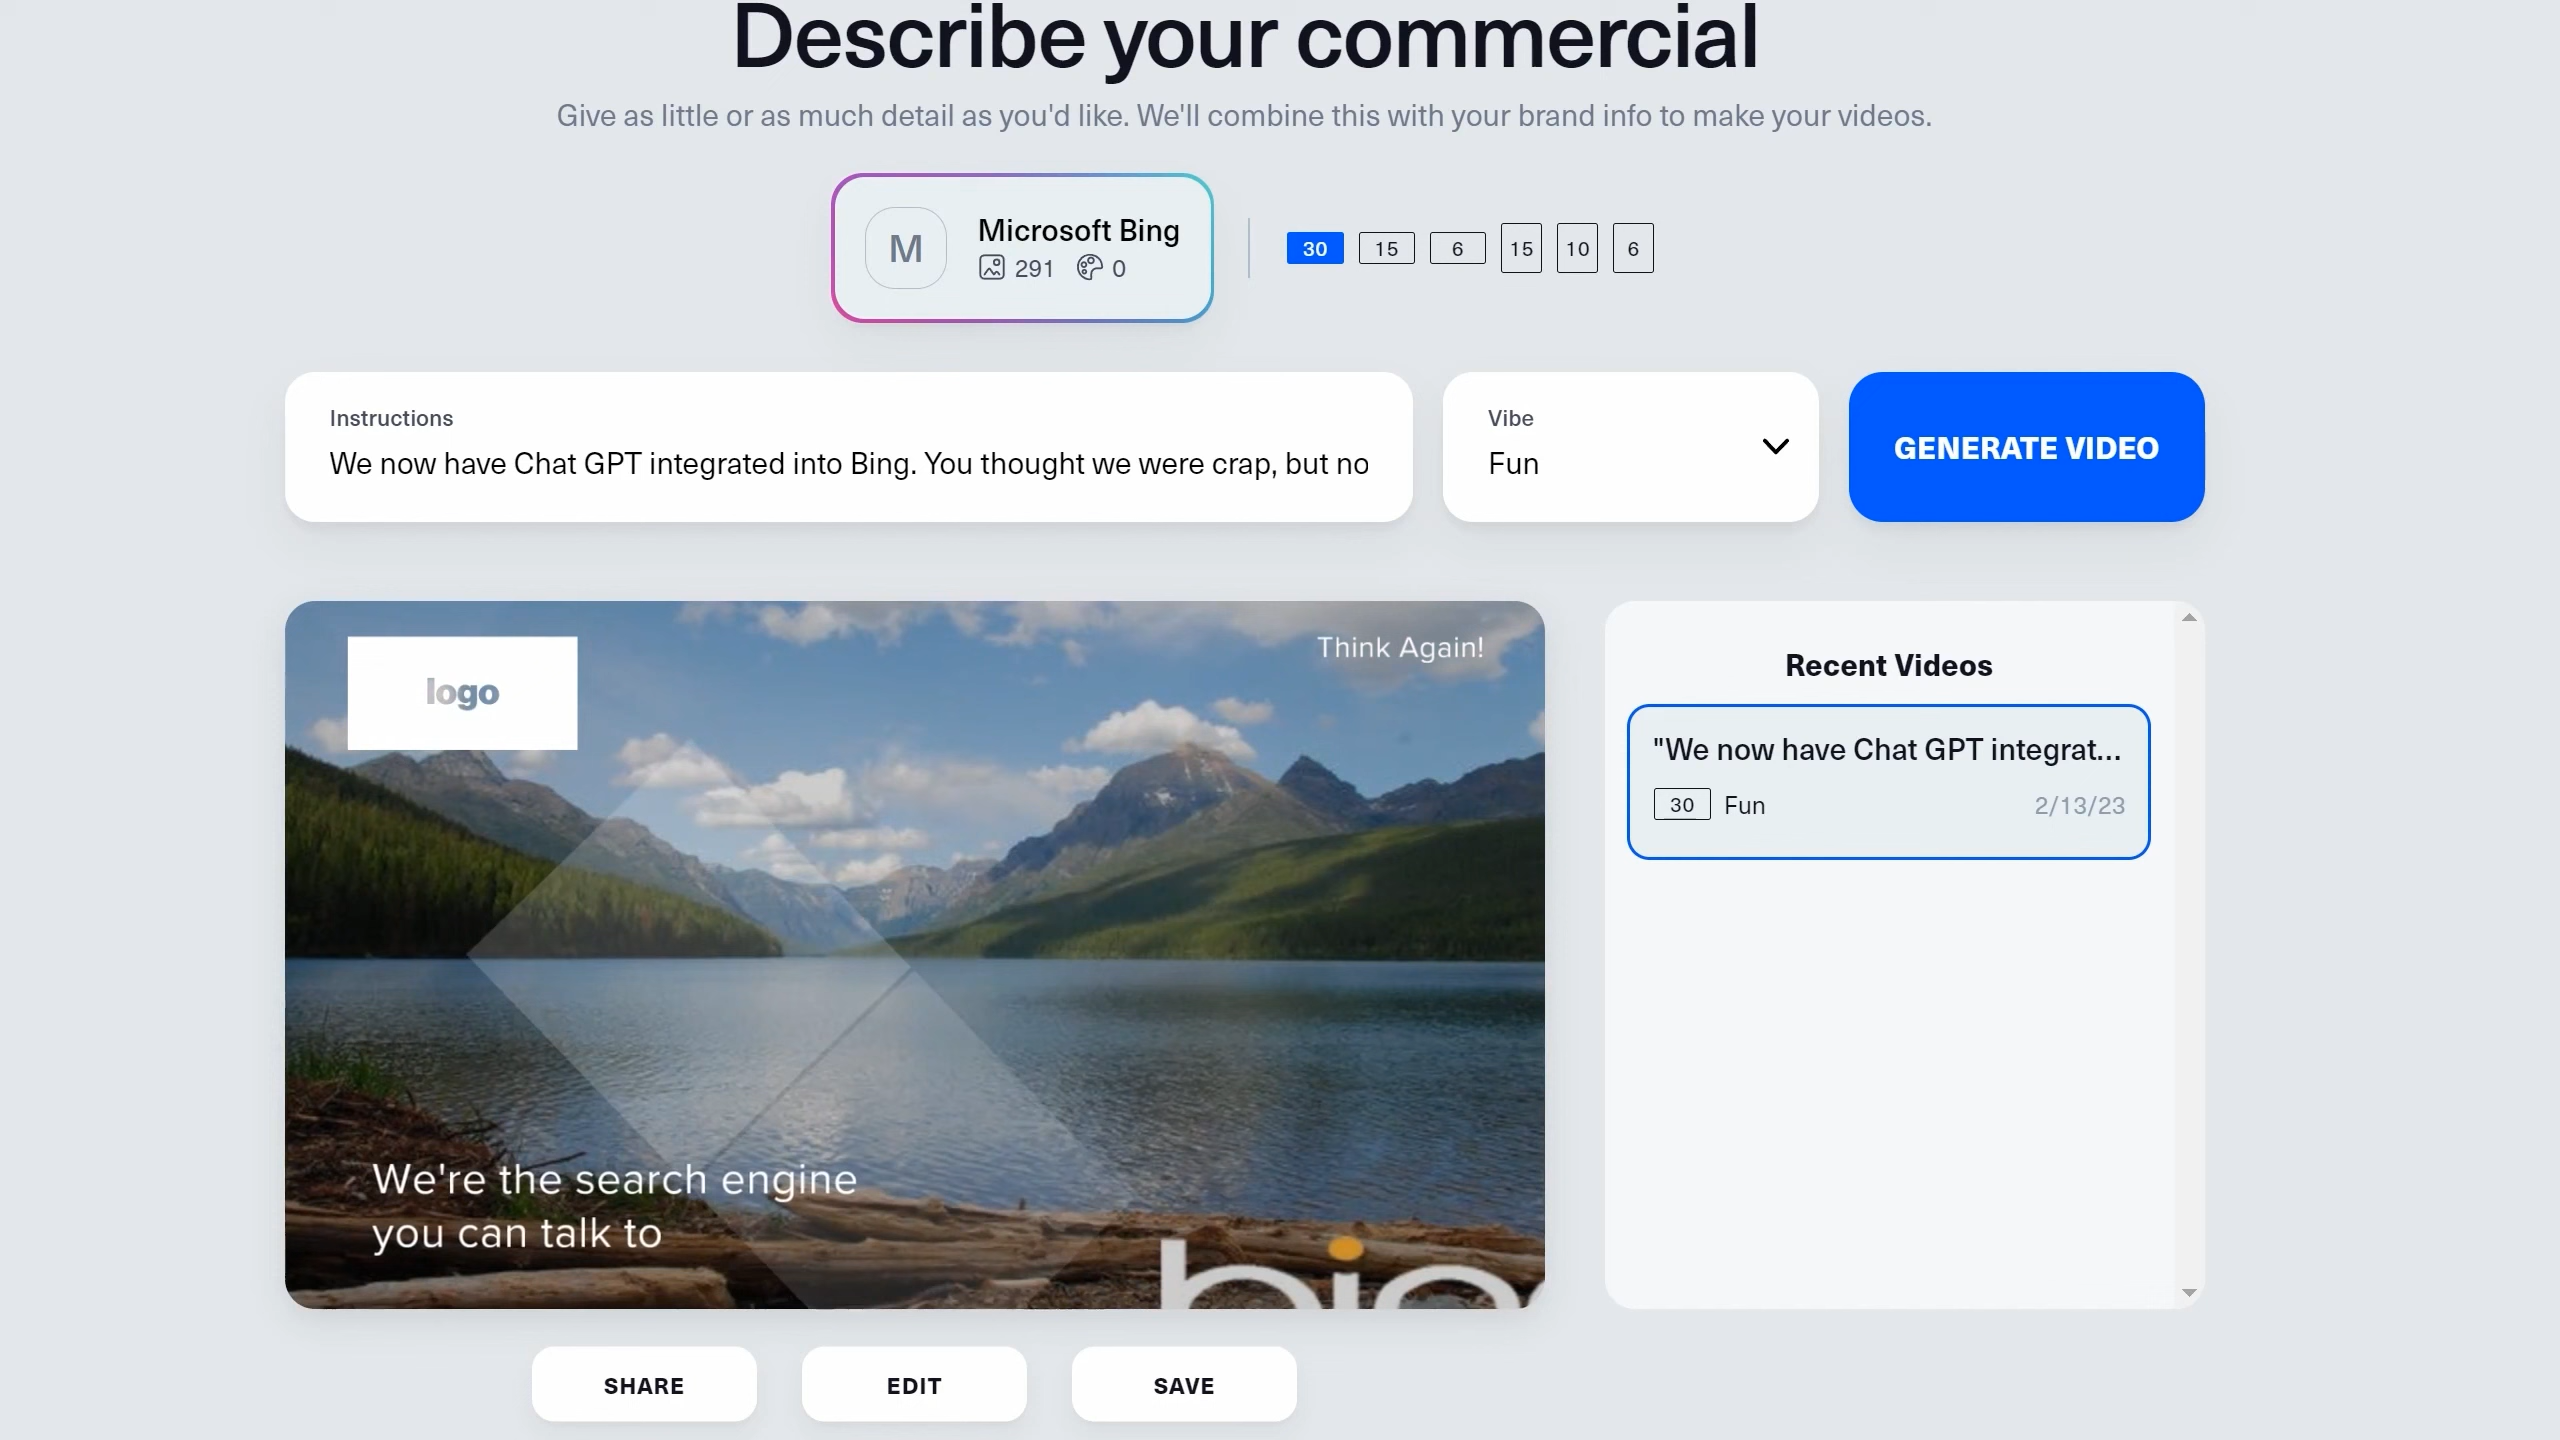 Describe your commercial
Give as little or as much detail as you'd like. We'll combine this with your brand info to make your videos.
M
Microsoft Bing
291 0
30 15 6 15 10 6
Instructions
We now have Chat GPT integrated into Bing. You thought we were crap, but no
Vibe
Fun
GENERATE VIDEO
logo
Think Again!
We're the search engine
you can talk to
bing
Recent Videos
"We now have Chat GPT integrat...
30 Fun 2/13/23
SHARE EDIT SAVE